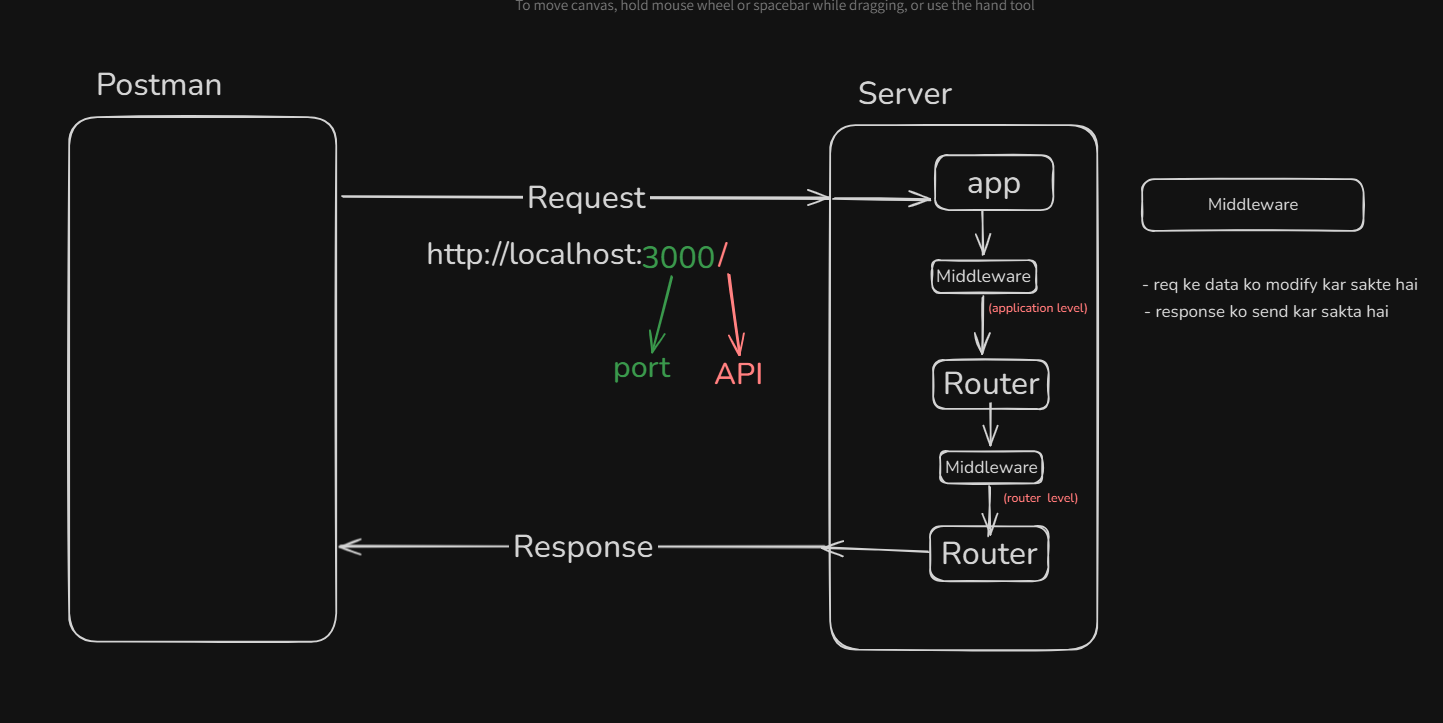 To move canvas, hold mouse wheel or spacebar while dragging, or use the hand tool
Postman
Server
Request
http://localhost:3000/
port
API
Response
app
Middleware
(application level)
Router
Middleware
(router level)
Router
Middleware
- req ke data ko modify kar sakte hai
- response ko send kar sakta hai